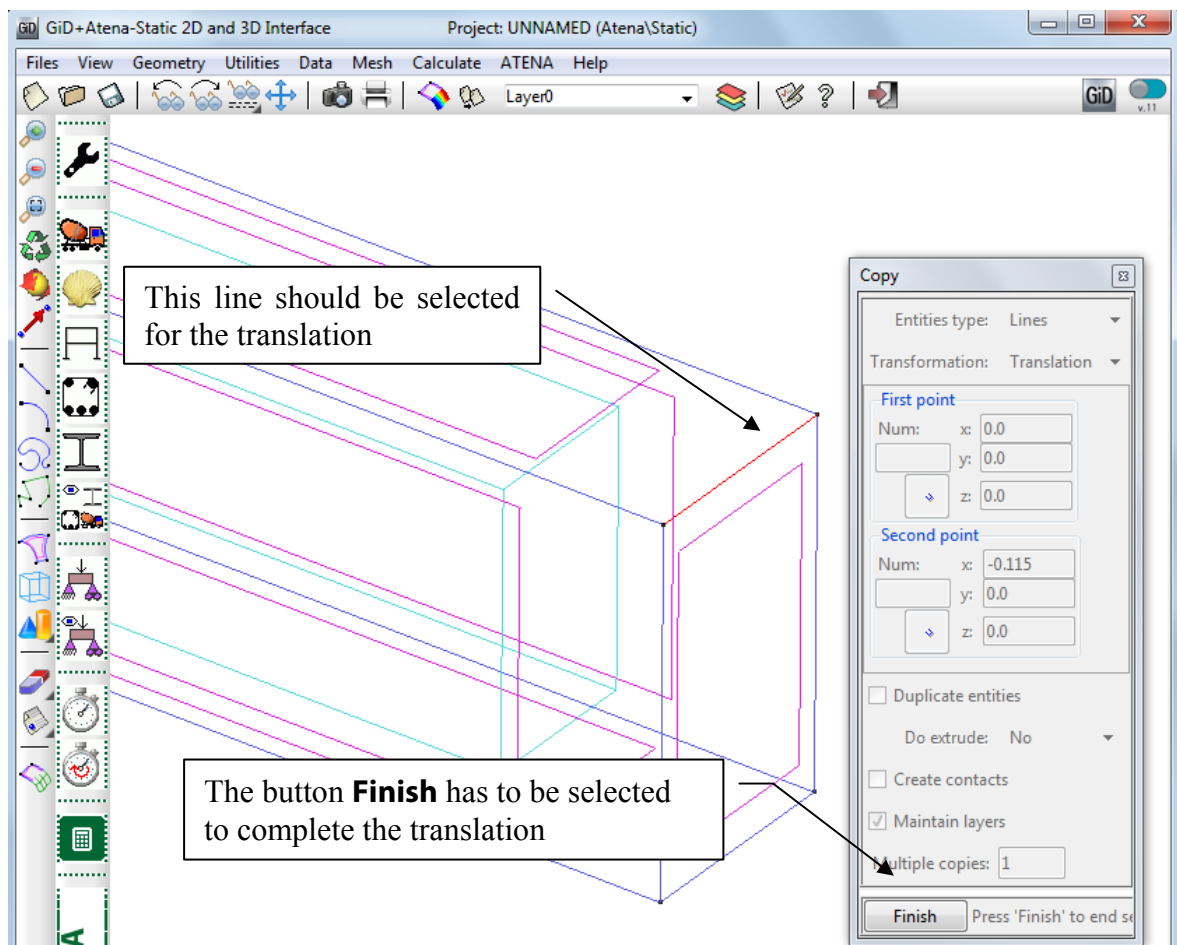 GiD GiD+Atena-Static 2D and 3D Interface Project: UNNAMED (Atena\Static)
Files View Geometry Utilities Data Mesh Calculate ATENA Help
Layer0 GiD
v.11
This line should be selected
for the translation
Copy
Entities type: Lines
Transformation: Translation
First point
Num: x: 0.0
y: 0.0
z: 0.0
Second point
Num: x: -0.115
y: 0.0
z: 0.0
Duplicate entities
Do extrude: No
Create contacts
Maintain layers
Multiple copies: 1
The button Finish has to be selected
to complete the translation
Finish Press 'Finish' to end se
A